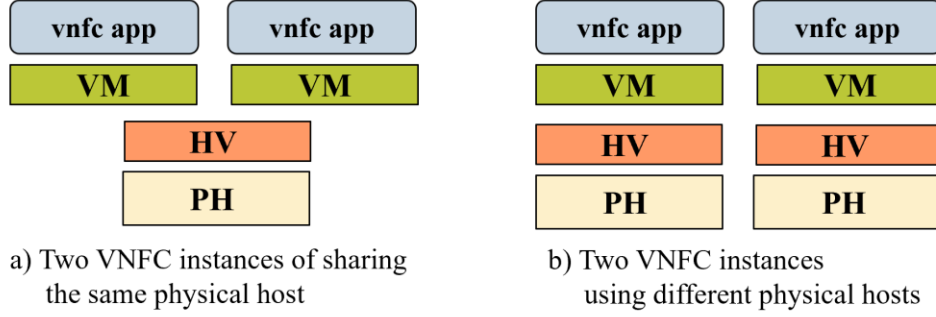 vnfc app
vnfc app
VM
VM
HV
PH
a) Two VNFC instances of sharing
the same physical host
vnfc app
vnfc app
VM
VM
HV
HV
PH
PH
b) Two VNFC instances
using different physical hosts